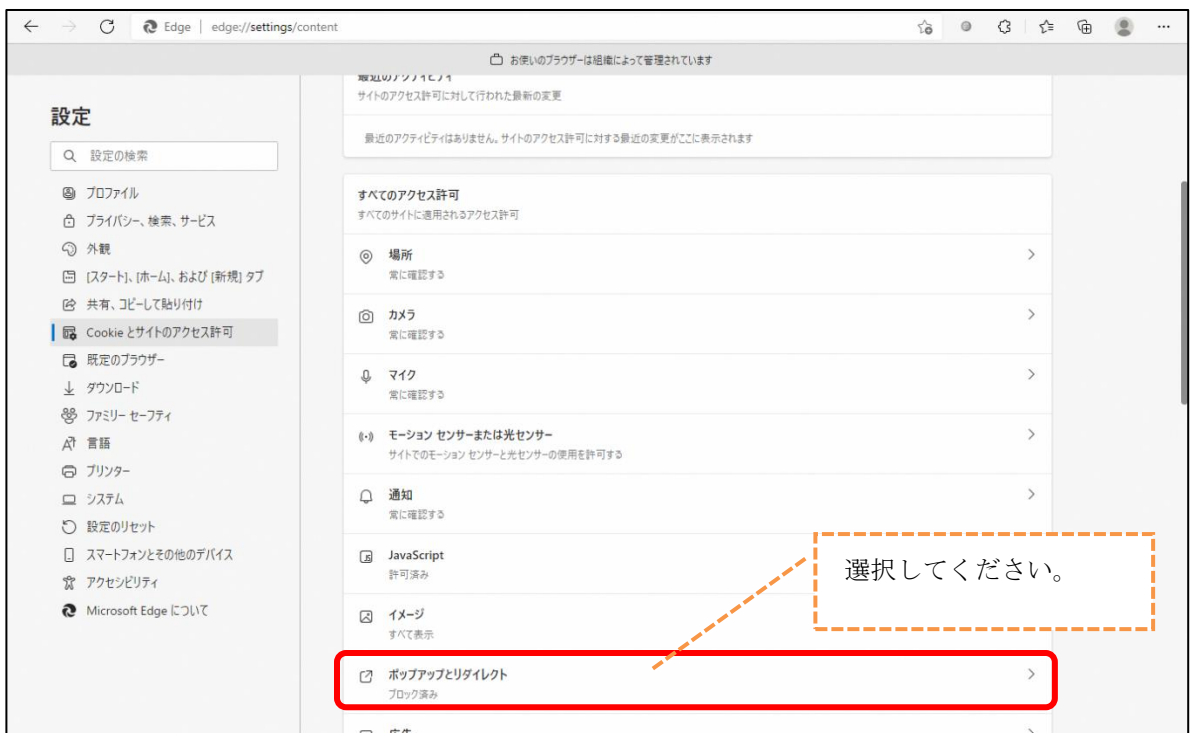 Edge | edge://settings/content
お使いのブラウザーは組織によって管理されています
最近のアクティビティ
サイトのアクセス許可に対して行われた最新の変更
最近のアクティビティはありません。サイトのアクセス許可に対する最近の変更がここに表示されます
設定
設定の検索
プロファイル
プライバシー、検索、サービス
外観
[スタート]、[ホーム]、および [新規] タブ
共有、コピーして貼り付け
Cookie とサイトのアクセス許可
既定のブラウザー
ダウンロード
ファミリー セーフティ
言語
プリンター
システム
設定のリセット
スマートフォンとその他のデバイス
アクセシビリティ
Microsoft Edge について
すべてのアクセス許可
すべてのサイトに適用されるアクセス許可
場所
常に確認する
カメラ
常に確認する
マイク
常に確認する
モーション センサーまたは光センサー
サイトでのモーション センサーと光センサーの使用を許可する
通知
常に確認する
JavaScript
許可済み
イメージ
すべて表示
選択してください。
ポップアップとリダイレクト
ブロック済み
広告